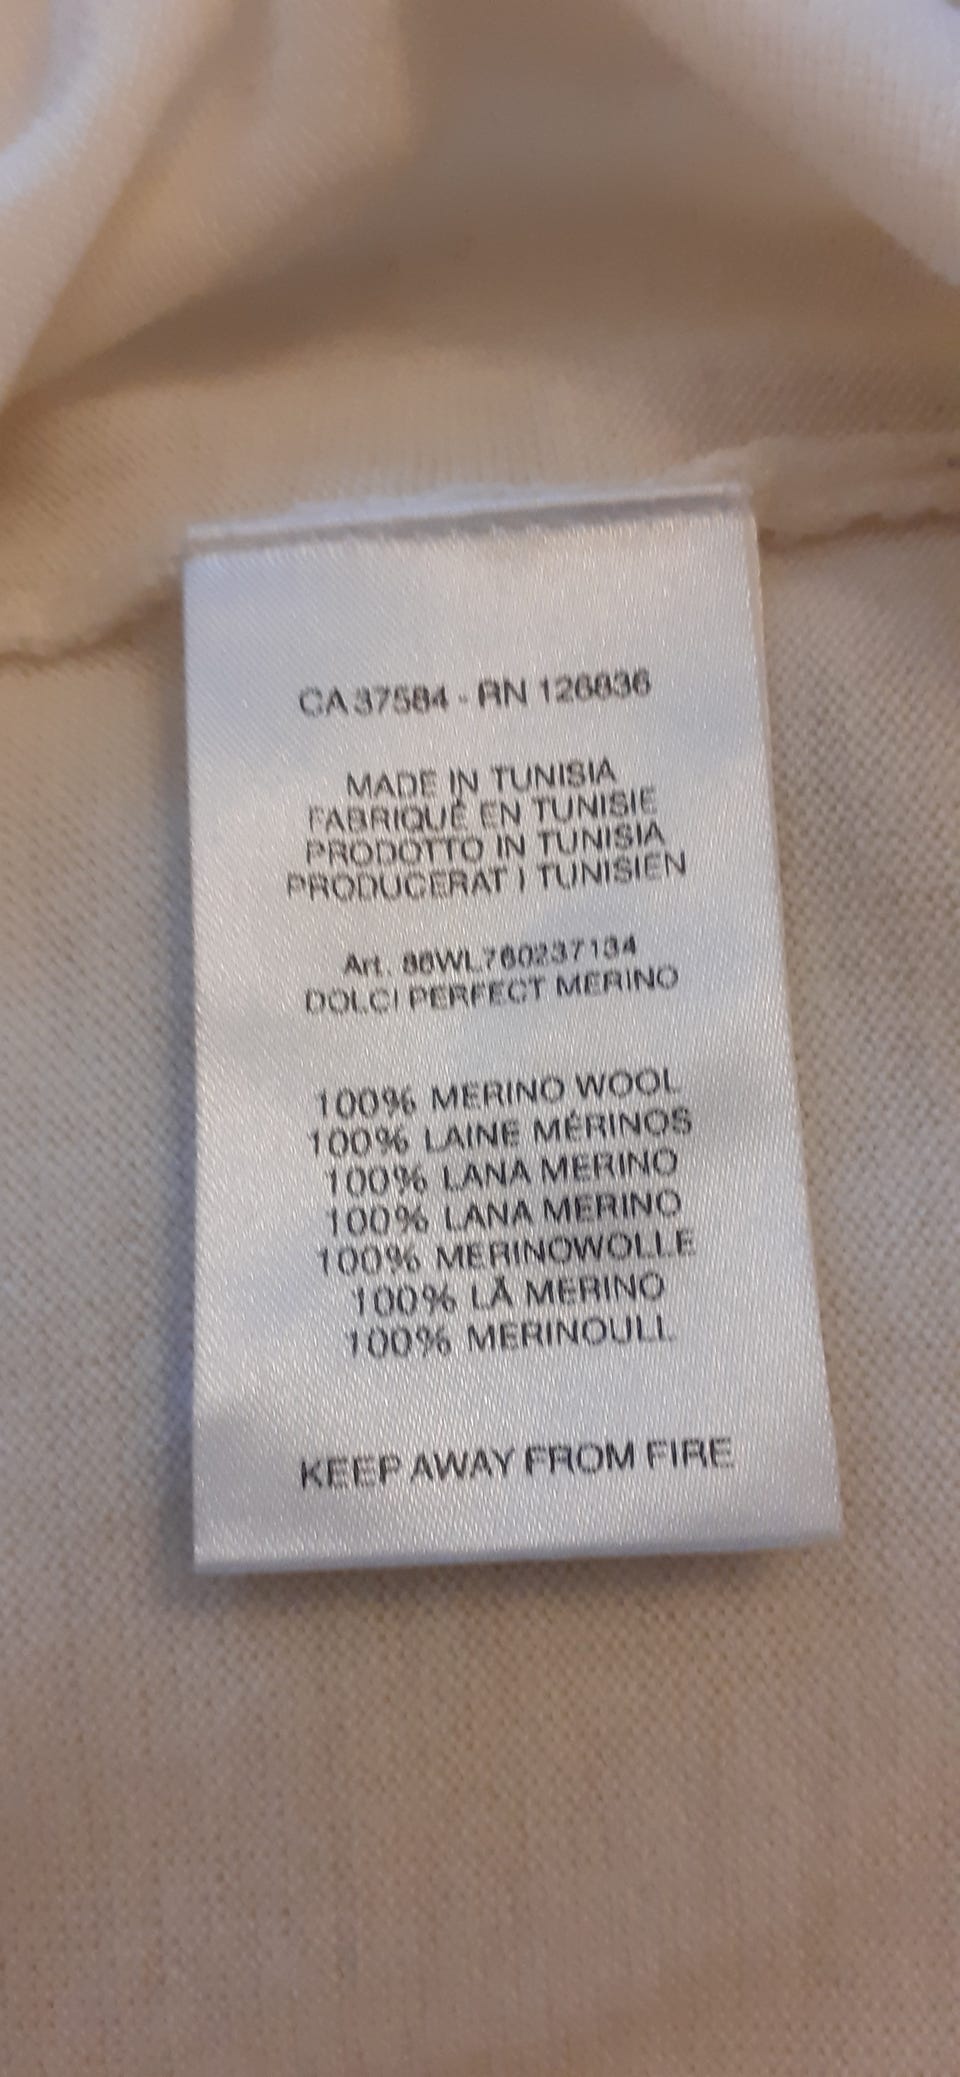 CA 37584 - RN 126636
MADE IN TUNISIA
FABRIQUÉ EN TUNISIE
PRODOTTO IN TUNISIA
PRODUCERAT I TUNISIEN
Art. 86WL760237134
DOLCI PERFECT MERINO
100% MERINO WOOL
100% LAINE MÉRINOS
100% LANA MERINO
100% LANA MERINO
100% MERINOWOLLE
100% LÃ MERINO
100% MERINOULL
KEEP AWAY FROM FIRE